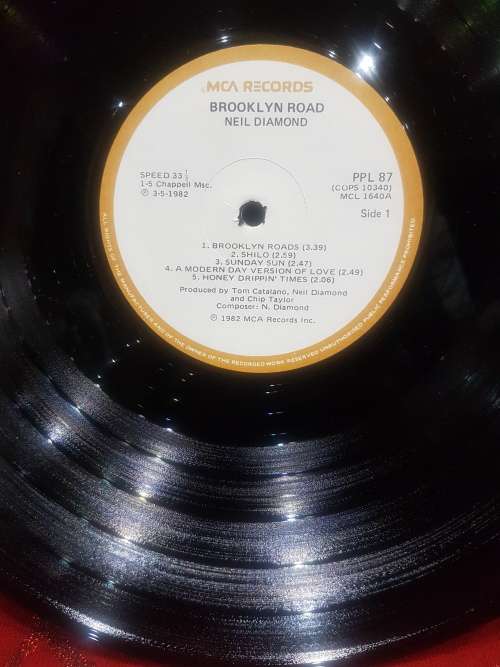 MCA RECORDS
BROOKLYN ROAD
NEIL DIAMOND
SPEED 33 1/3
1-5 Chappell Msc.
℗ 3-5-1982
PPL 87
(COPS 10340)
MCL 1640A
Side 1
1. BROOKLYN ROADS (3.39)
2. SHILO (2.59)
3. SUNDAY SUN (2.47)
4. A MODERN DAY VERSION OF LOVE (2.49)
5. HONEY DRIPPIN' TIMES (2.06)
Produced by Tom Catalano, Neil Diamond
and Chip Taylor
Composer: N. Diamond
℗ 1982 MCA Records Inc.
ALL RIGHTS OF THE MANUFACTURER AND OF THE OWNER OF THE RECORDED WORK RESERVED UNAUTHORISED PUBLIC PERFORMANCE PROHIBITED